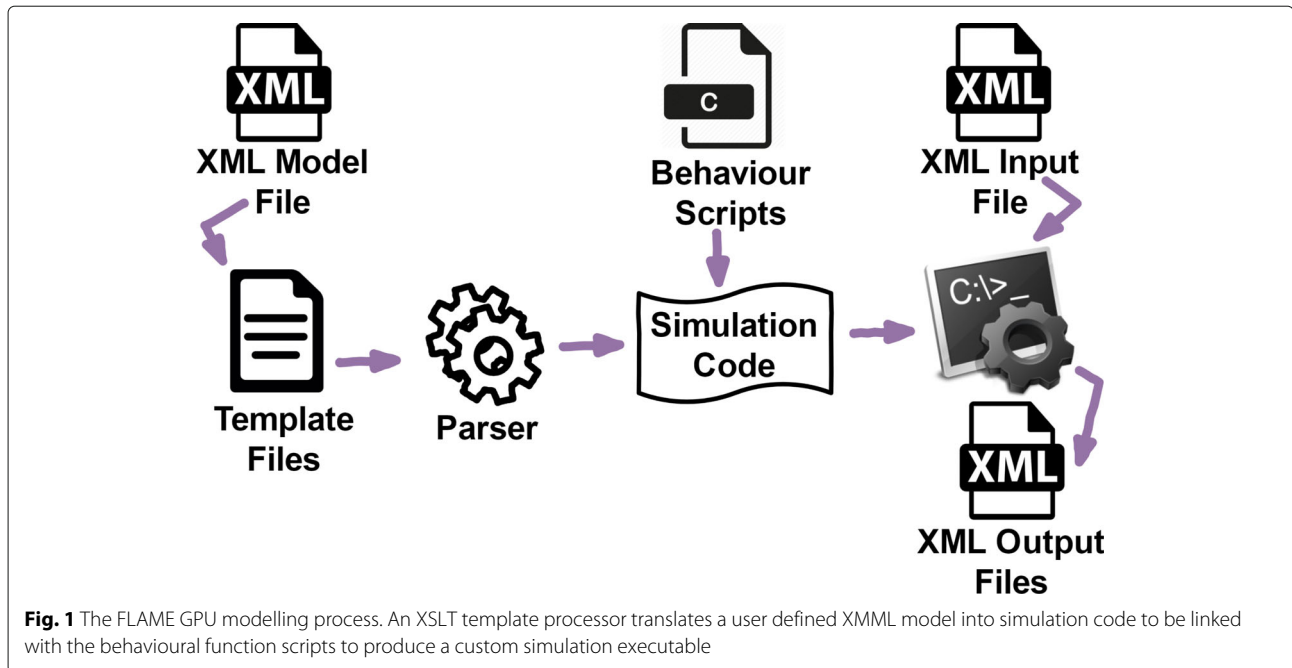 XML
XML Model
File
C
Behaviour
Scripts
XML
XML Input
File
Template
Files
Parser
Simulation
Code
C:\>_
XML
XML Output
Files
Fig. 1 The FLAME GPU modelling process. An XSLT template processor translates a user defined XMML model into simulation code to be linked
with the behavioural function scripts to produce a custom simulation executable